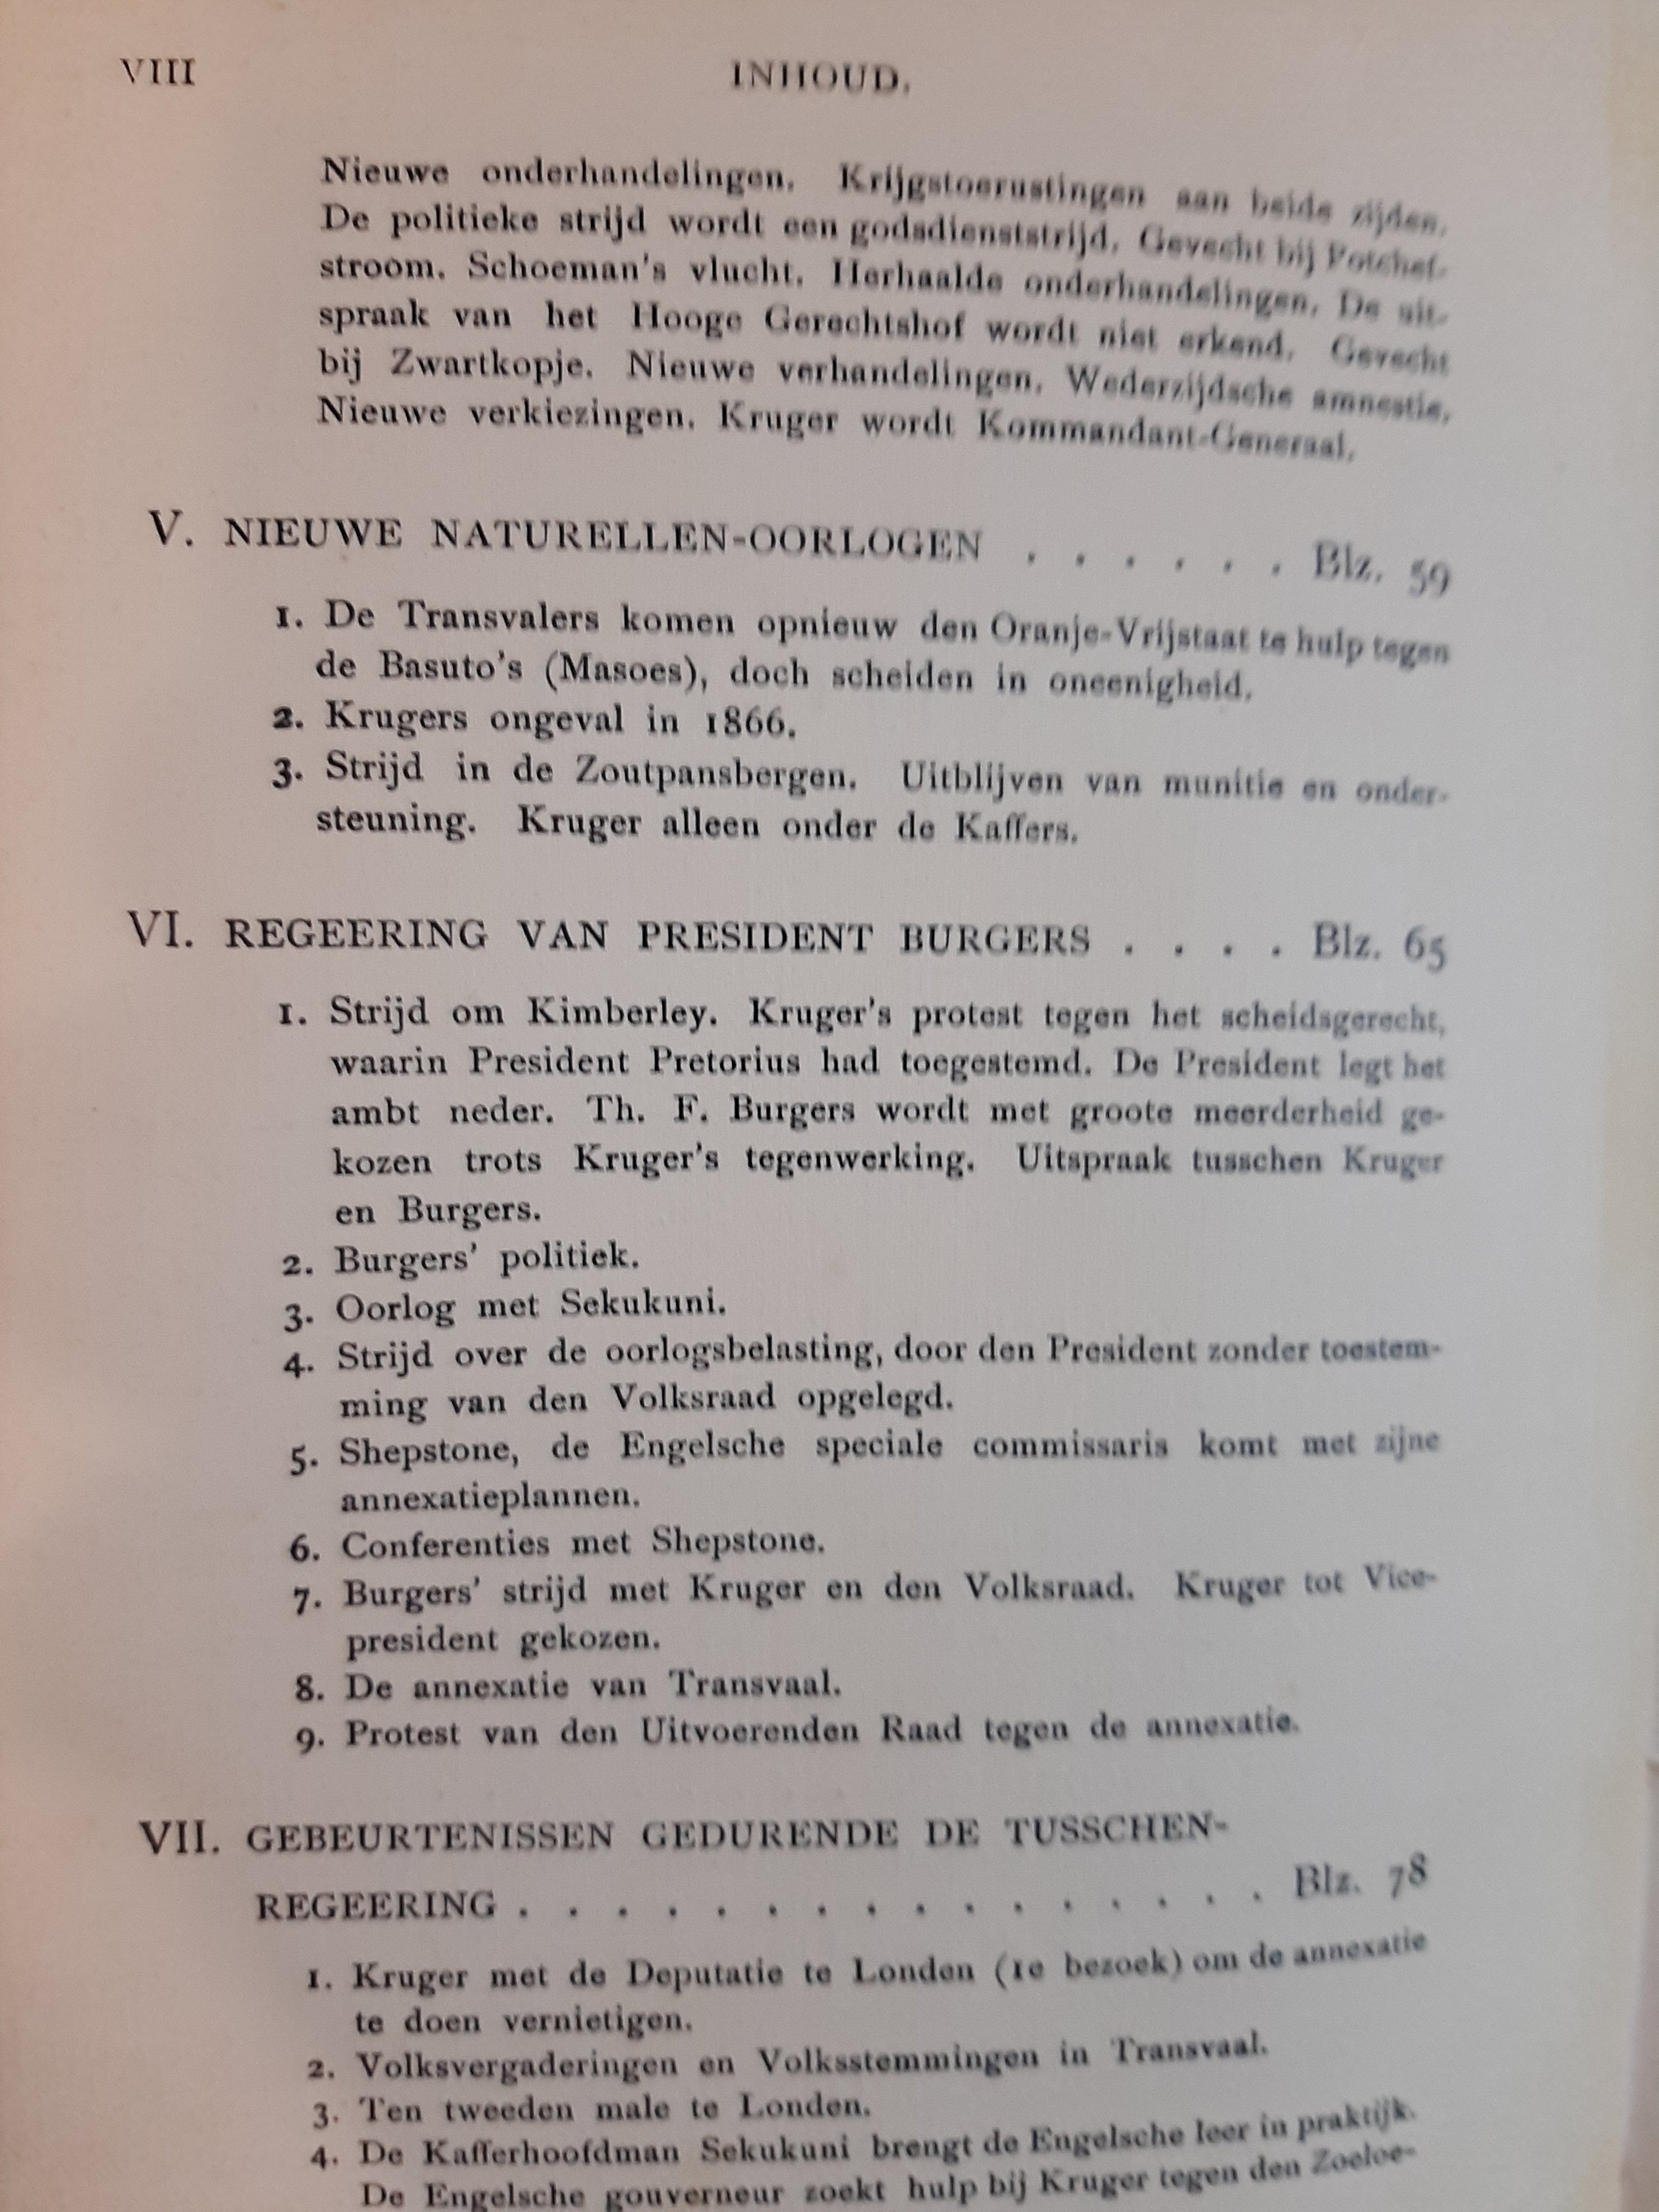 VIII INHOUD.
Nieuwe onderhandelingen. Krijgstoerustingen aan beide zijden.
De politieke strijd wordt een godsdienststrijd. Gevecht bij Potchef-
stroom. Schoeman's vlucht. Herhaalde onderhandelingen. De uit-
spraak van het Hooge Gerechtshof wordt niet erkend. Gevecht
bij Zwartkopje. Nieuwe verhandelingen. Wederzijdsche amnestie.
Nieuwe verkiezingen. Kruger wordt Kommandant-Generaal.
V. NIEUWE NATURELLEN-OORLOGEN . . . . . . Blz. 59
1. De Transvalers komen opnieuw den Oranje-Vrijstaat te hulp tegen
de Basuto's (Masoes), doch scheiden in oneenigheid.
2. Krugers ongeval in 1866.
3. Strijd in de Zoutpansbergen. Uitblijven van munitie en onder-
steuning. Kruger alleen onder de Kaffers.
VI. REGEERING VAN PRESIDENT BURGERS . . . . Blz. 65
1. Strijd om Kimberley. Kruger's protest tegen het scheidsgerecht,
waarin President Pretorius had toegestemd. De President legt het
ambt neder. Th. F. Burgers wordt met groote meerderheid ge-
kozen trots Kruger's tegenwerking. Uitspraak tusschen Kruger
en Burgers.
2. Burgers' politiek.
3. Oorlog met Sekukuni.
4. Strijd over de oorlogsbelasting, door den President zonder toestem-
ming van den Volksraad opgelegd.
5. Shepstone, de Engelsche speciale commissaris komt met zijne
annexatieplannen.
6. Conferenties met Shepstone.
7. Burgers' strijd met Kruger en den Volksraad. Kruger tot Vice-
president gekozen.
8. De annexatie van Transvaal.
9. Protest van den Uitvoerenden Raad tegen de annexatie.
VII. GEBEURTENISSEN GEDURENDE DE TUSSCHEN-
REGEERING . . . . . . . . . . . . . . . . Blz. 78
1. Kruger met de Deputatie te Londen (1e bezoek) om de annexatie
te doen vernietigen.
2. Volksvergaderingen en Volksstemmingen in Transvaal.
3. Ten tweeden male te Londen.
4. De Kafferhoofdman Sekukuni brengt de Engelsche leer in praktijk.
De Engelsche gouverneur zoekt hulp bij Kruger tegen den Zoeloe-